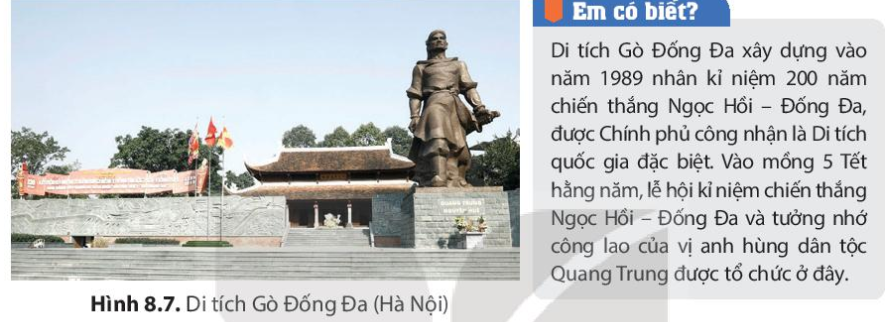 Em có biết?
Di tích Gò Đống Đa xây dựng vào
năm 1989 nhân kỉ niệm 200 năm
chiến thắng Ngọc Hồi – Đống Đa,
được Chính phủ công nhận là Di tích
quốc gia đặc biệt. Vào mồng 5 Tết
hằng năm, lễ hội kỉ niệm chiến thắng
Ngọc Hồi – Đống Đa và tưởng nhớ
công lao của vị anh hùng dân tộc
Quang Trung được tổ chức ở đây.
QUANG TRUNG
Hình 8.7. Di tích Gò Đống Đa (Hà Nội)